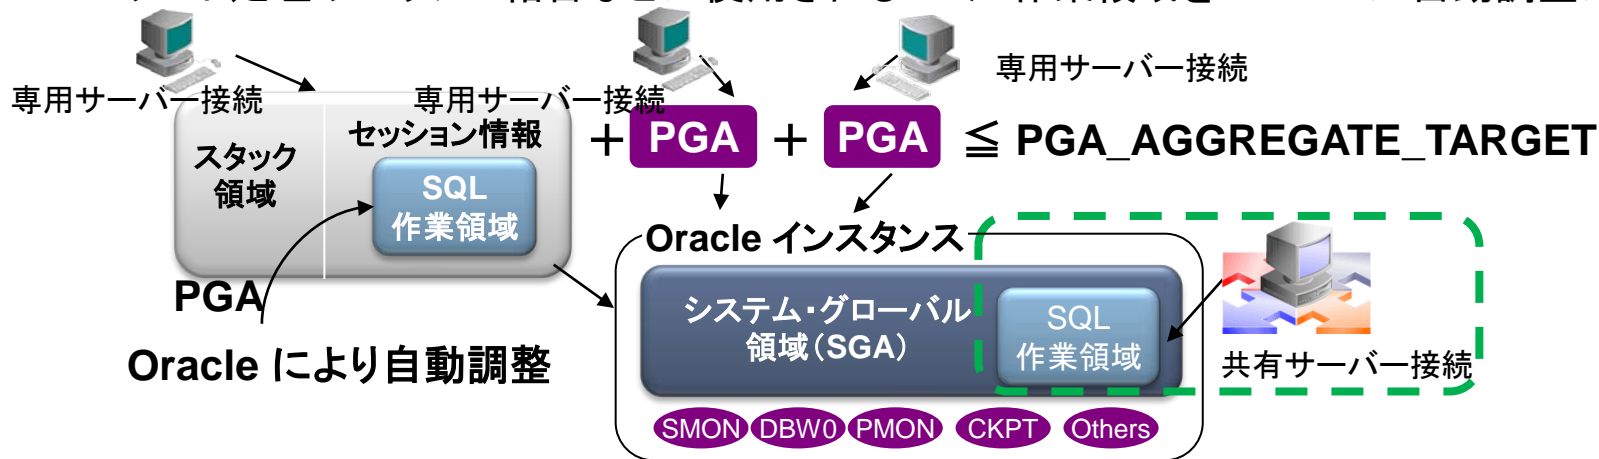 専用サーバー接続
専用サーバー接続
専用サーバー接続
スタック
領域
セッション情報
SQL
作業領域
+ PGA + PGA ≦ PGA_AGGREGATE_TARGET
PGA
Oracle により自動調整
Oracle インスタンス
システム・グローバル
領域(SGA)
SQL
作業領域
共有サーバー接続
SMON DBW0 PMON CKPT Others